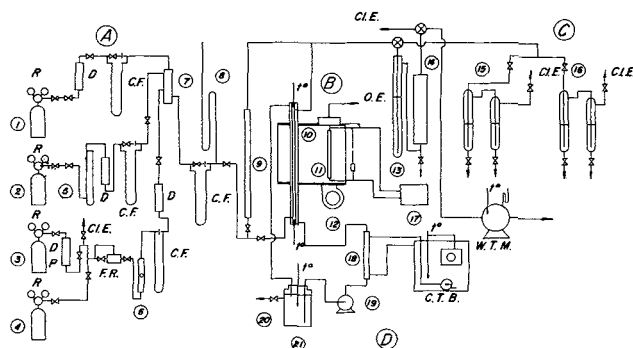 A
Cl.E.
C
R
D
C.F.
7
8
B
t°
O.E.
14
15
16
Cl.E.
Cl.E.
1
R
2
5
D
C.F.
C.F.
9
10
11
12
13
17
D
R
3
D
P
Cl.E.
F.R.
C.F.
6
R
4
t°
t°
18
t°
t°
W.T.M.
C.T.B.
19
20
21
D